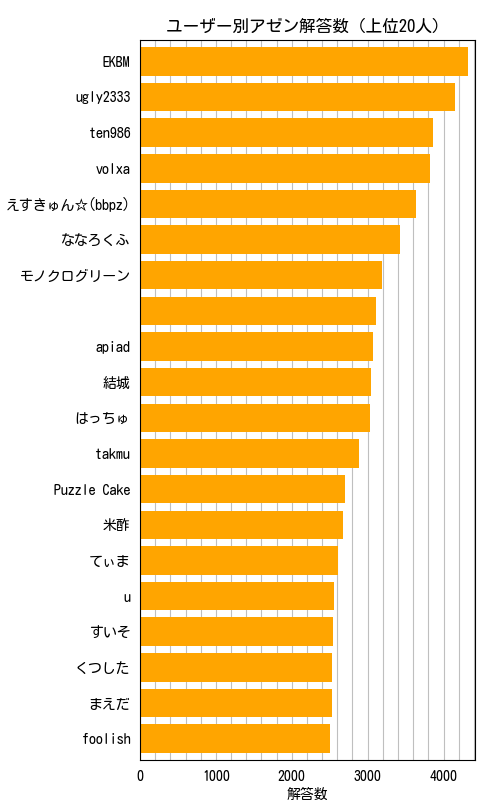 ユーザー別アゼン解答数 (上位20人)
EKBM
ugly2333
ten986
volxa
えすきゅん☆(bbpz)
ななろくふ
モノクログリーン
apiad
結城
はっちゅ
takmu
Puzzle Cake
米酢
てぃま
u
すいそ
くつした
まえだ
foolish
0 1000 2000 3000 4000
解答数